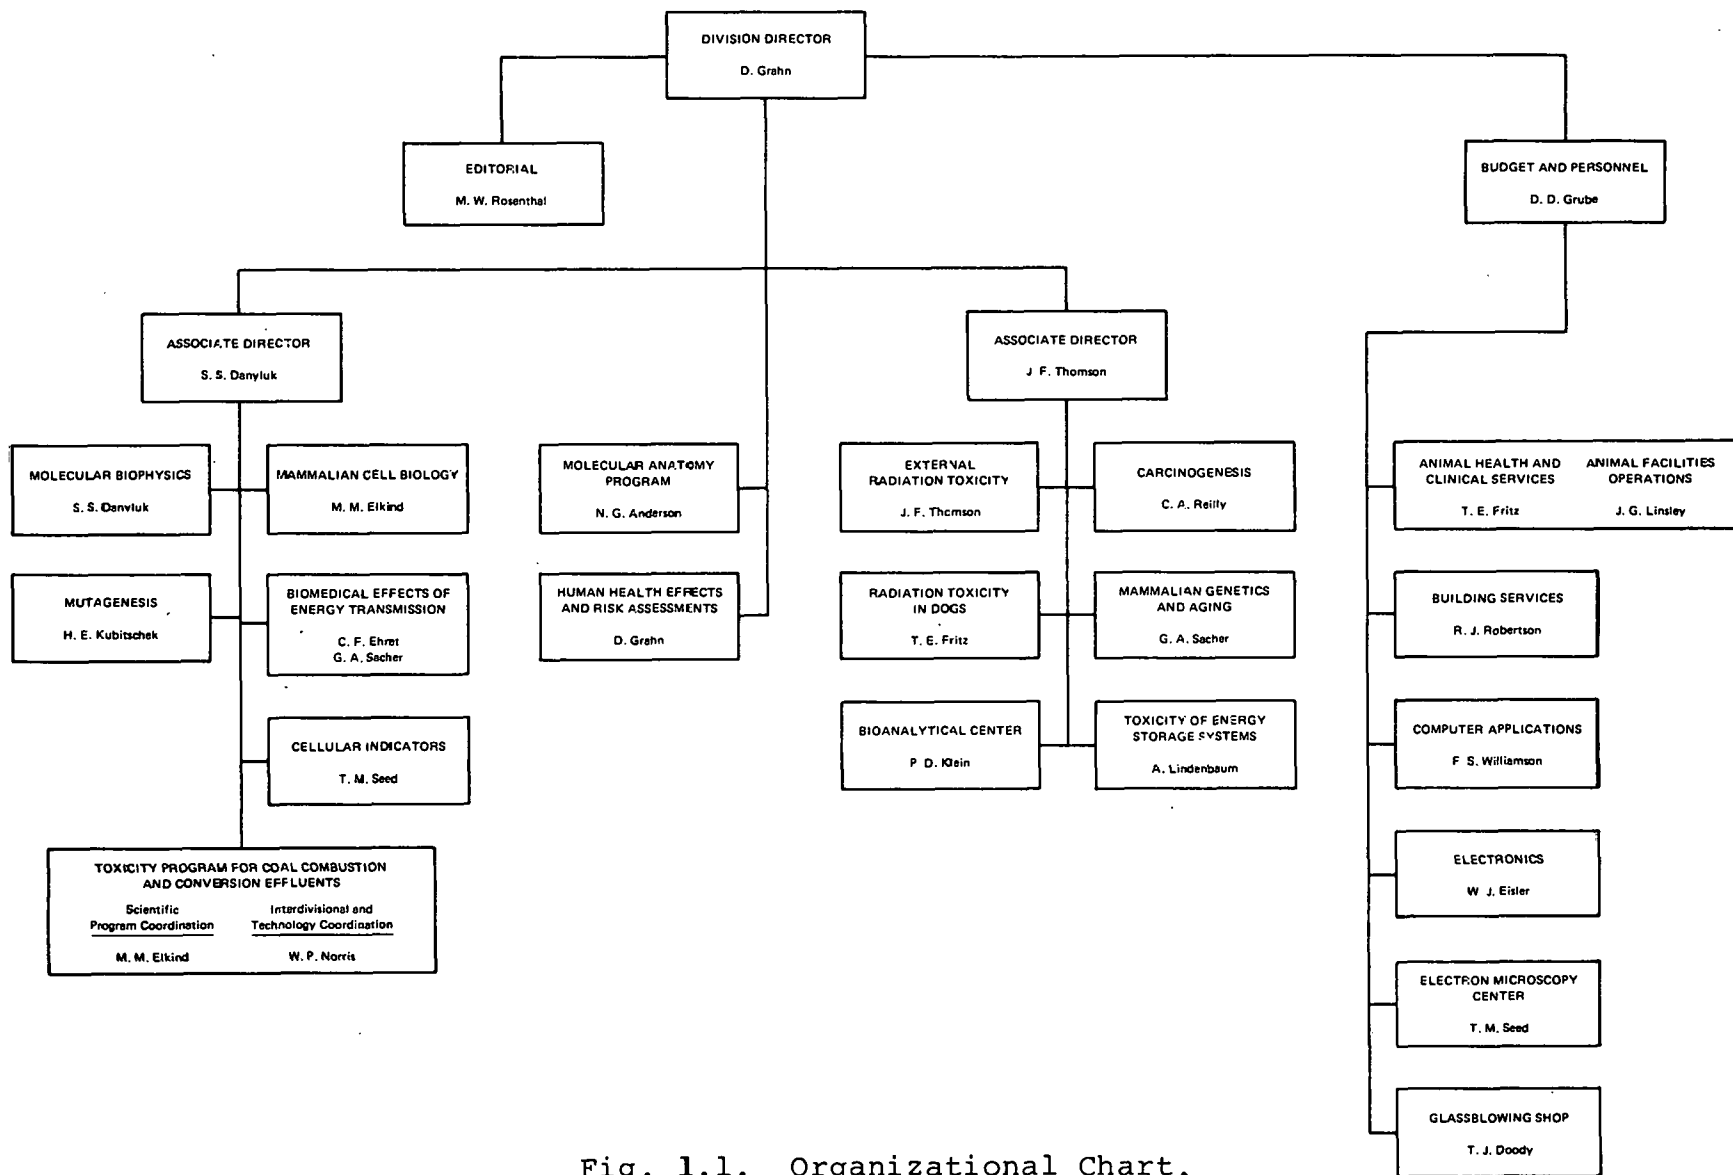 DIVISION DIRECTOR
D. Grahn
EDITORIAL
M. W. Rosenthal
BUDGET AND PERSONNEL
D. D. Grube
ASSOCIATE DIRECTOR
S. S. Danyluk
ASSOCIATE DIRECTOR
J. F. Thomson
MOLECULAR BIOPHYSICS
S. S. Danyluk
MAMMALIAN CELL BIOLOGY
M. M. Elkind
MUTAGENESIS
H. E. Kubitschek
BIOMEDICAL EFFECTS OF
ENERGY TRANSMISSION
C. F. Ehret
G. A. Sacher
CELLULAR INDICATORS
T. M. Seed
TOXICITY PROGRAM FOR COAL COMBUSTION
AND CONVERSION EFFLUENTS
Scientific
Program Coordination
M. M. Elkind
Interdivisional and
Technology Coordination
W. P. Norris
MOLECULAR ANATOMY
PROGRAM
N. G. Anderson
HUMAN HEALTH EFFECTS
AND RISK ASSESSMENTS
D. Grahn
EXTERNAL
RADIATION TOXICITY
J. F. Thomson
CARCINOGENESIS
C. A. Reilly
RADIATION TOXICITY
IN DOGS
T. E. Fritz
MAMMALIAN GENETICS
AND AGING
G. A. Sacher
BIOANALYTICAL CENTER
P. D. Klein
TOXICITY OF ENERGY
STORAGE SYSTEMS
A. Lindenbaum
ANIMAL HEALTH AND
CLINICAL SERVICES
T. E. Fritz
ANIMAL FACILITIES
OPERATIONS
J. G. Linsley
BUILDING SERVICES
R. J. Robertson
COMPUTER APPLICATIONS
F. S. Williamson
ELECTRONICS
W. J. Eisler
ELECTRON MICROSCOPY
CENTER
T. M. Seed
GLASSBLOWING SHOP
T. J. Doody
Fig. 1.1. Organizational Chart.